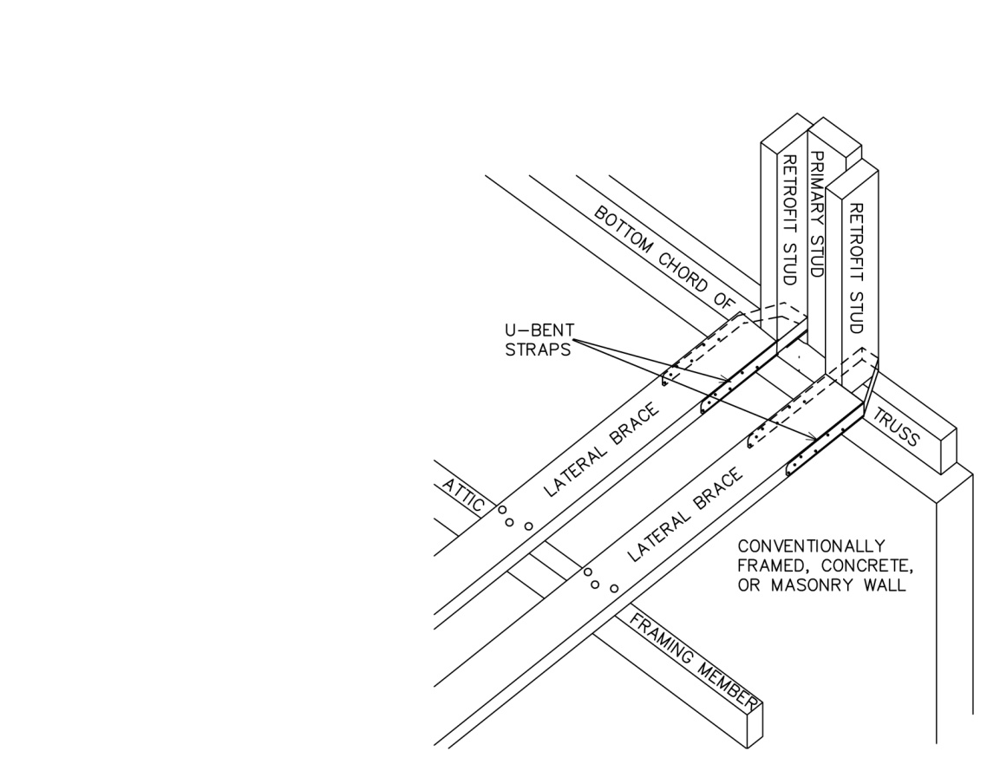 RETROFIT STUD
PRIMARY STUD
RETROFIT STUD
BOTTOM CHORD OF
TRUSS
U-BENT
STRAPS
LATERAL BRACE
LATERAL BRACE
ATTIC
FRAMING MEMBER
CONVENTIONALLY
FRAMED, CONCRETE,
OR MASONRY WALL